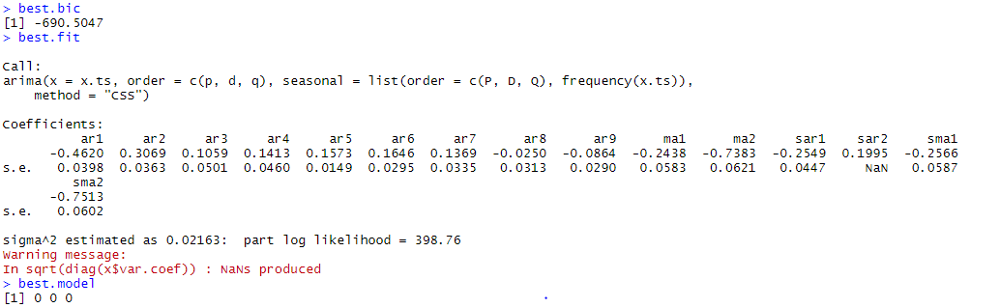 > best.bic
[1] -690.5047
> best.fit
Call:
arima(x = x.ts, order = c(p, d, q), seasonal = list(order = c(P, D, Q), frequency(x.ts)),
method = "CSS")
Coefficients:
ar1 ar2 ar3 ar4 ar5 ar6 ar7 ar8 ar9 ma1 ma2 sar1 sar2 sma1
-0.4620 0.3069 0.1059 0.1413 0.1573 0.1646 0.1369 -0.0250 -0.0864 -0.2438 -0.7383 -0.2549 0.1995 -0.2566
s.e. 0.0398 0.0363 0.0501 0.0460 0.0149 0.0295 0.0335 0.0313 0.0290 0.0583 0.0621 0.0447 NaN 0.0587
sma2
-0.7513
s.e. 0.0602
sigma^2 estimated as 0.02163: part log likelihood = 398.76
Warning message:
In sqrt(diag(x$var.coef)) : NaNs produced
> best.model
[1] 0 0 0